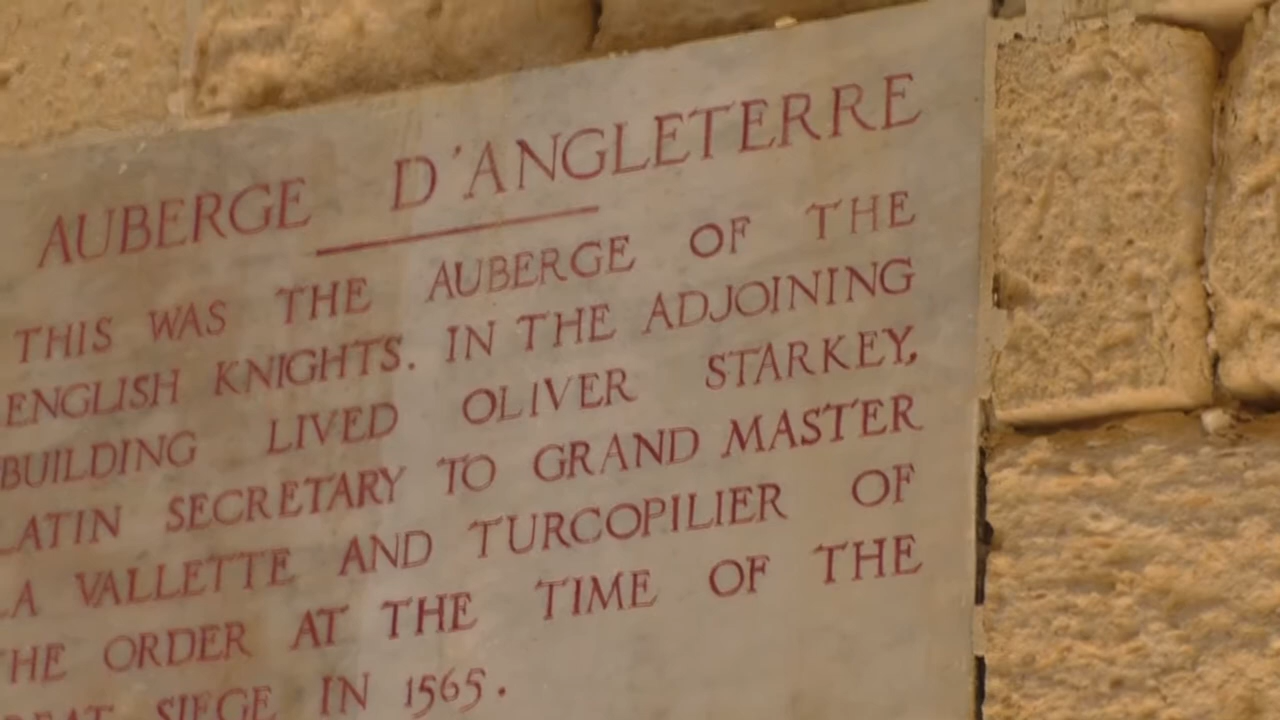 AUBERGE D'ANGLETERRE
THIS WAS THE AUBERGE OF THE
ENGLISH KNIGHTS. IN THE ADJOINING
BUILDING LIVED OLIVER STARKEY,
LATIN SECRETARY TO GRAND MASTER
LA VALLETTE AND TURCOPILIER OF
THE ORDER AT THE TIME OF THE
SIEGE IN 1565.